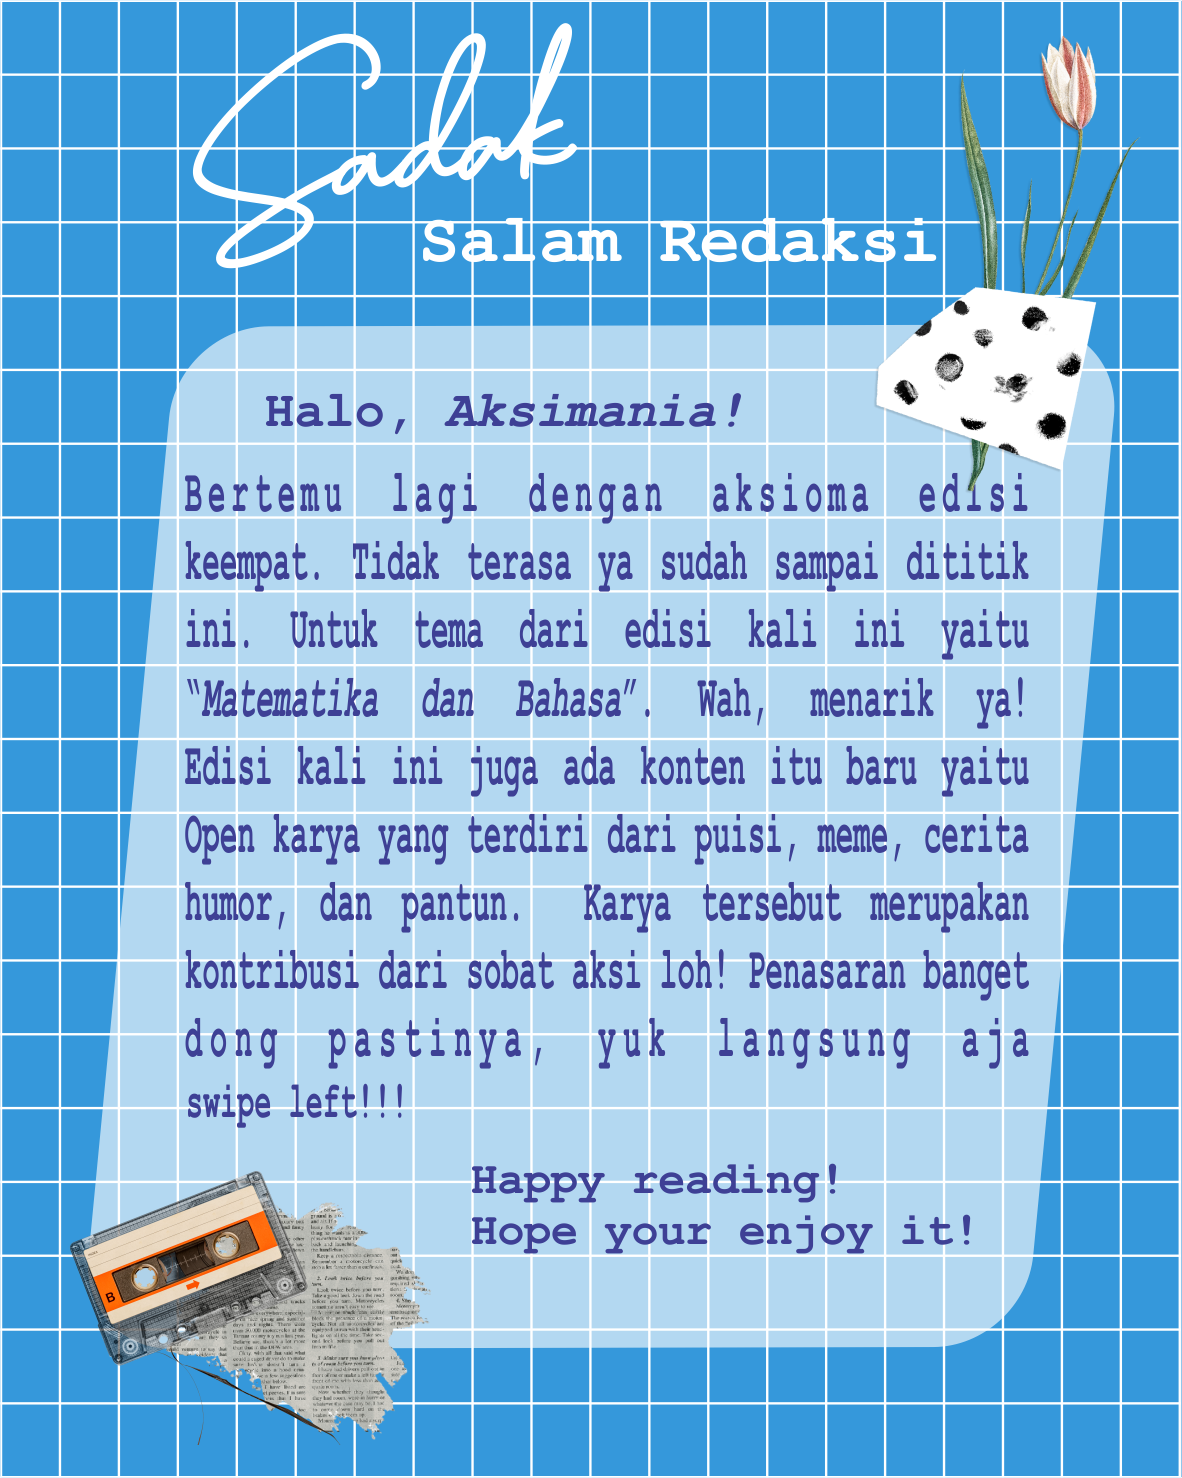 Sadak
Salam Redaksi
Halo, Aksimania!
Bertemu lagi dengan aksioma edisi
keempat. Tidak terasa ya sudah sampai dititik
ini. Untuk tema dari edisi kali ini yaitu
“Matematika dan Bahasa”. Wah, menarik ya!
Edisi kali ini juga ada konten itu baru yaitu
Open karya yang terdiri dari puisi, meme, cerita
humor, dan pantun. Karya tersebut merupakan
kontribusi dari sobat aksi loh! Penasaran banget
dong pastinya, yuk langsung aja
swipe left!!!
Happy reading!
Hope your enjoy it!
B